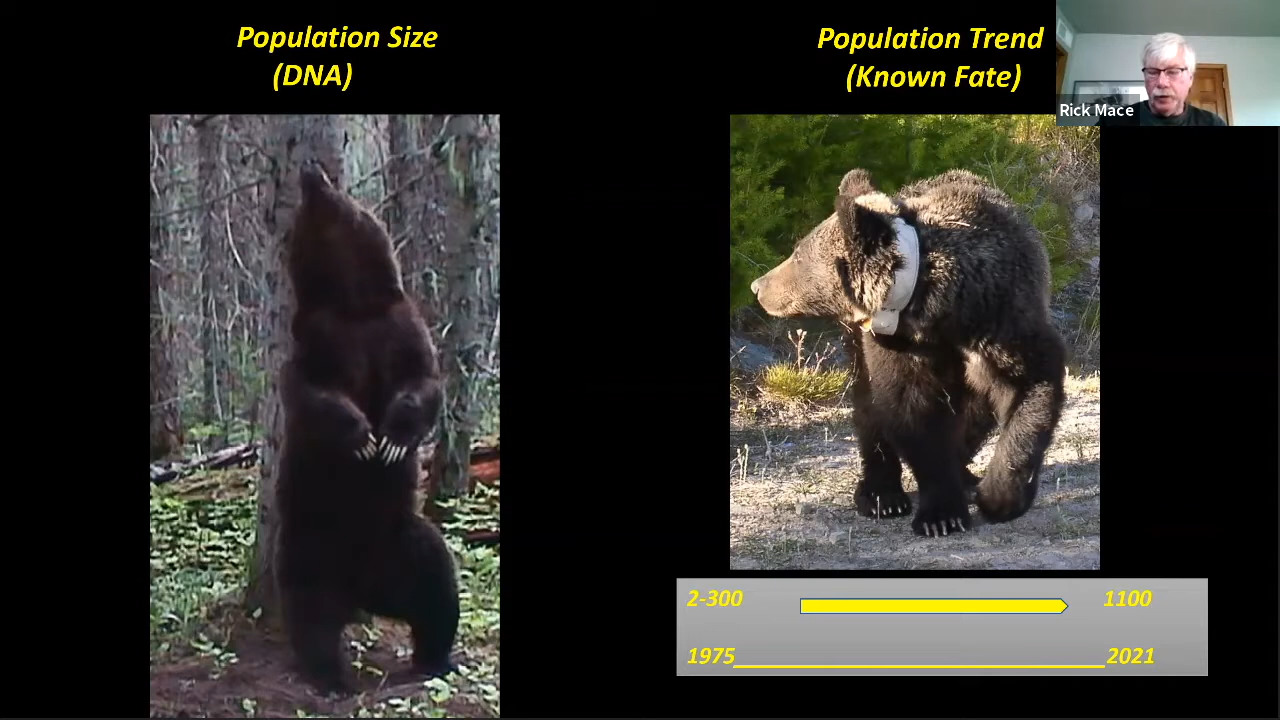 Population Size
(DNA)
Population Trend
(Known Fate)
Rick Mace
2-300
1100
1975
2021